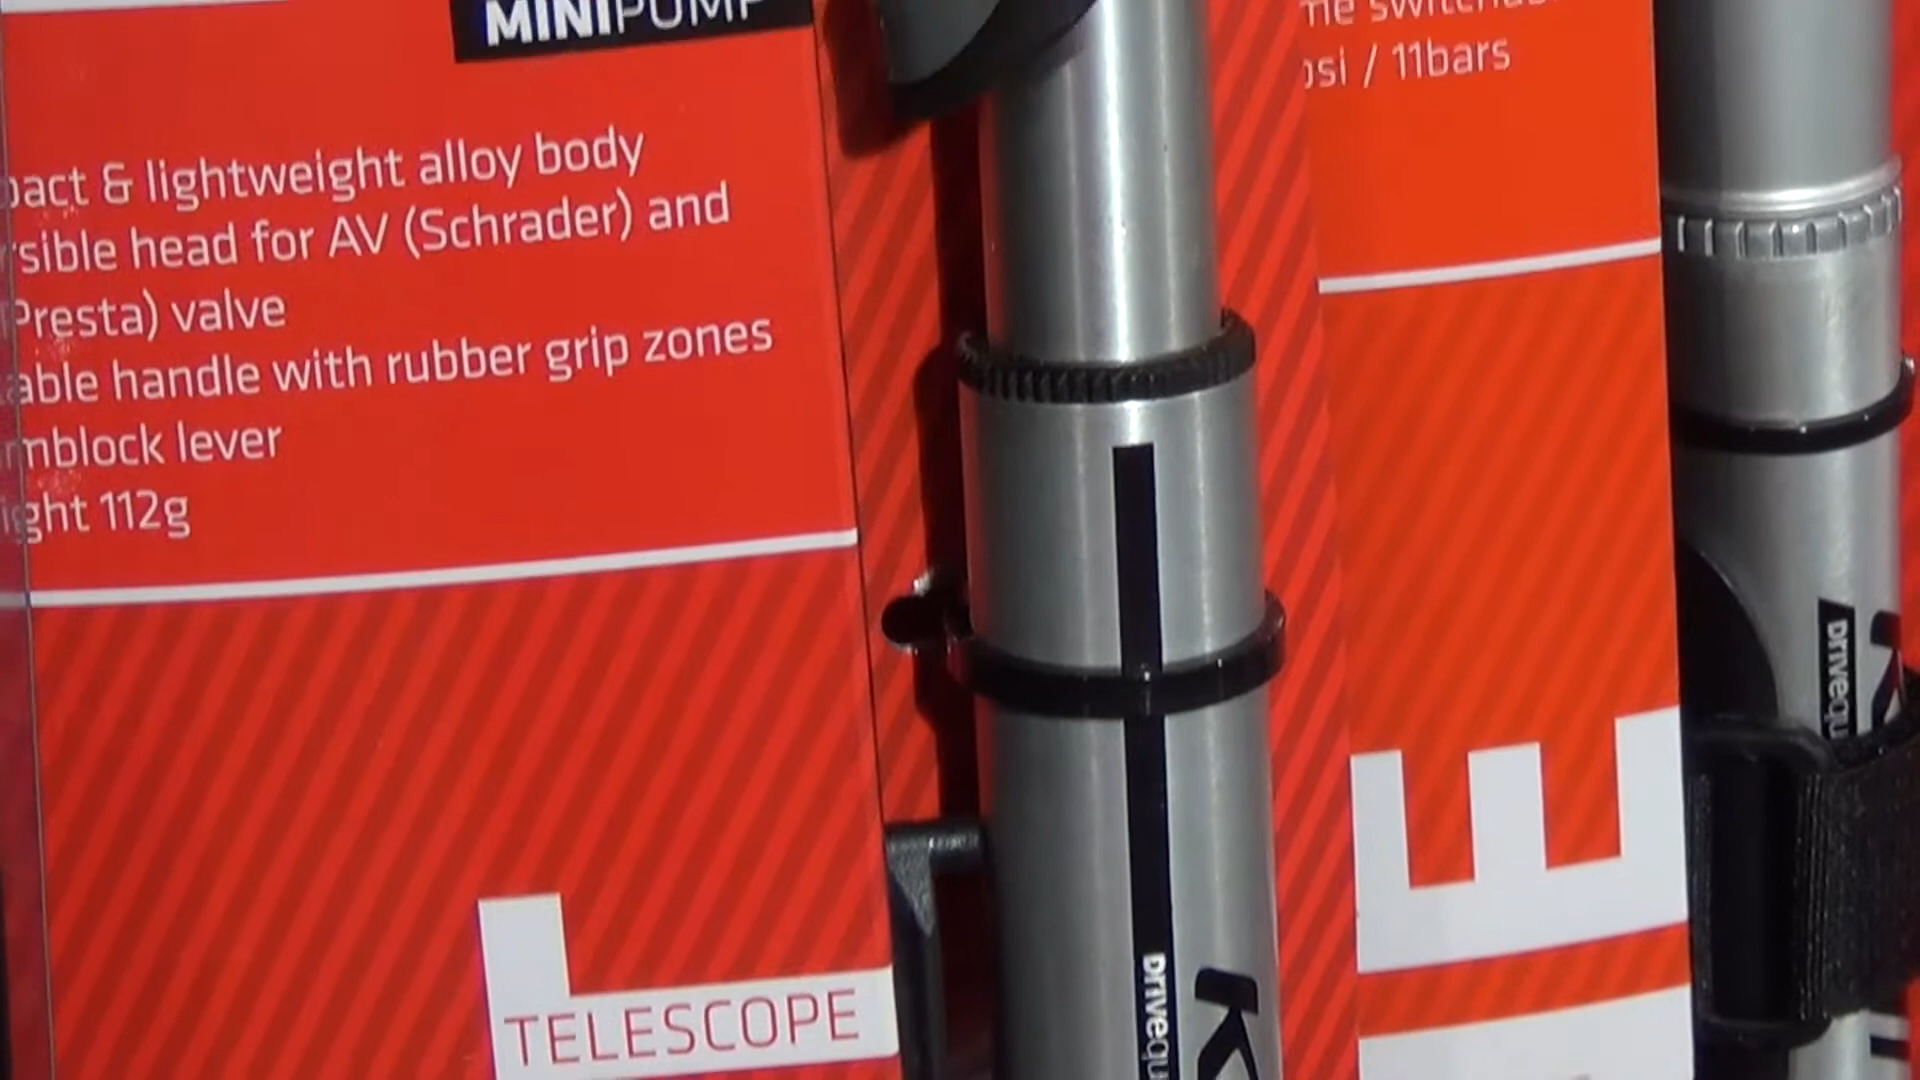 MINIPUMP
pact & lightweight alloy body
rsible head for AV (Schrader) and
Presta) valve
able handle with rubber grip zones
mblock lever
ight 112g
TELESCOPE
psi / 11bars
E
Drivequ
K
Drivequ